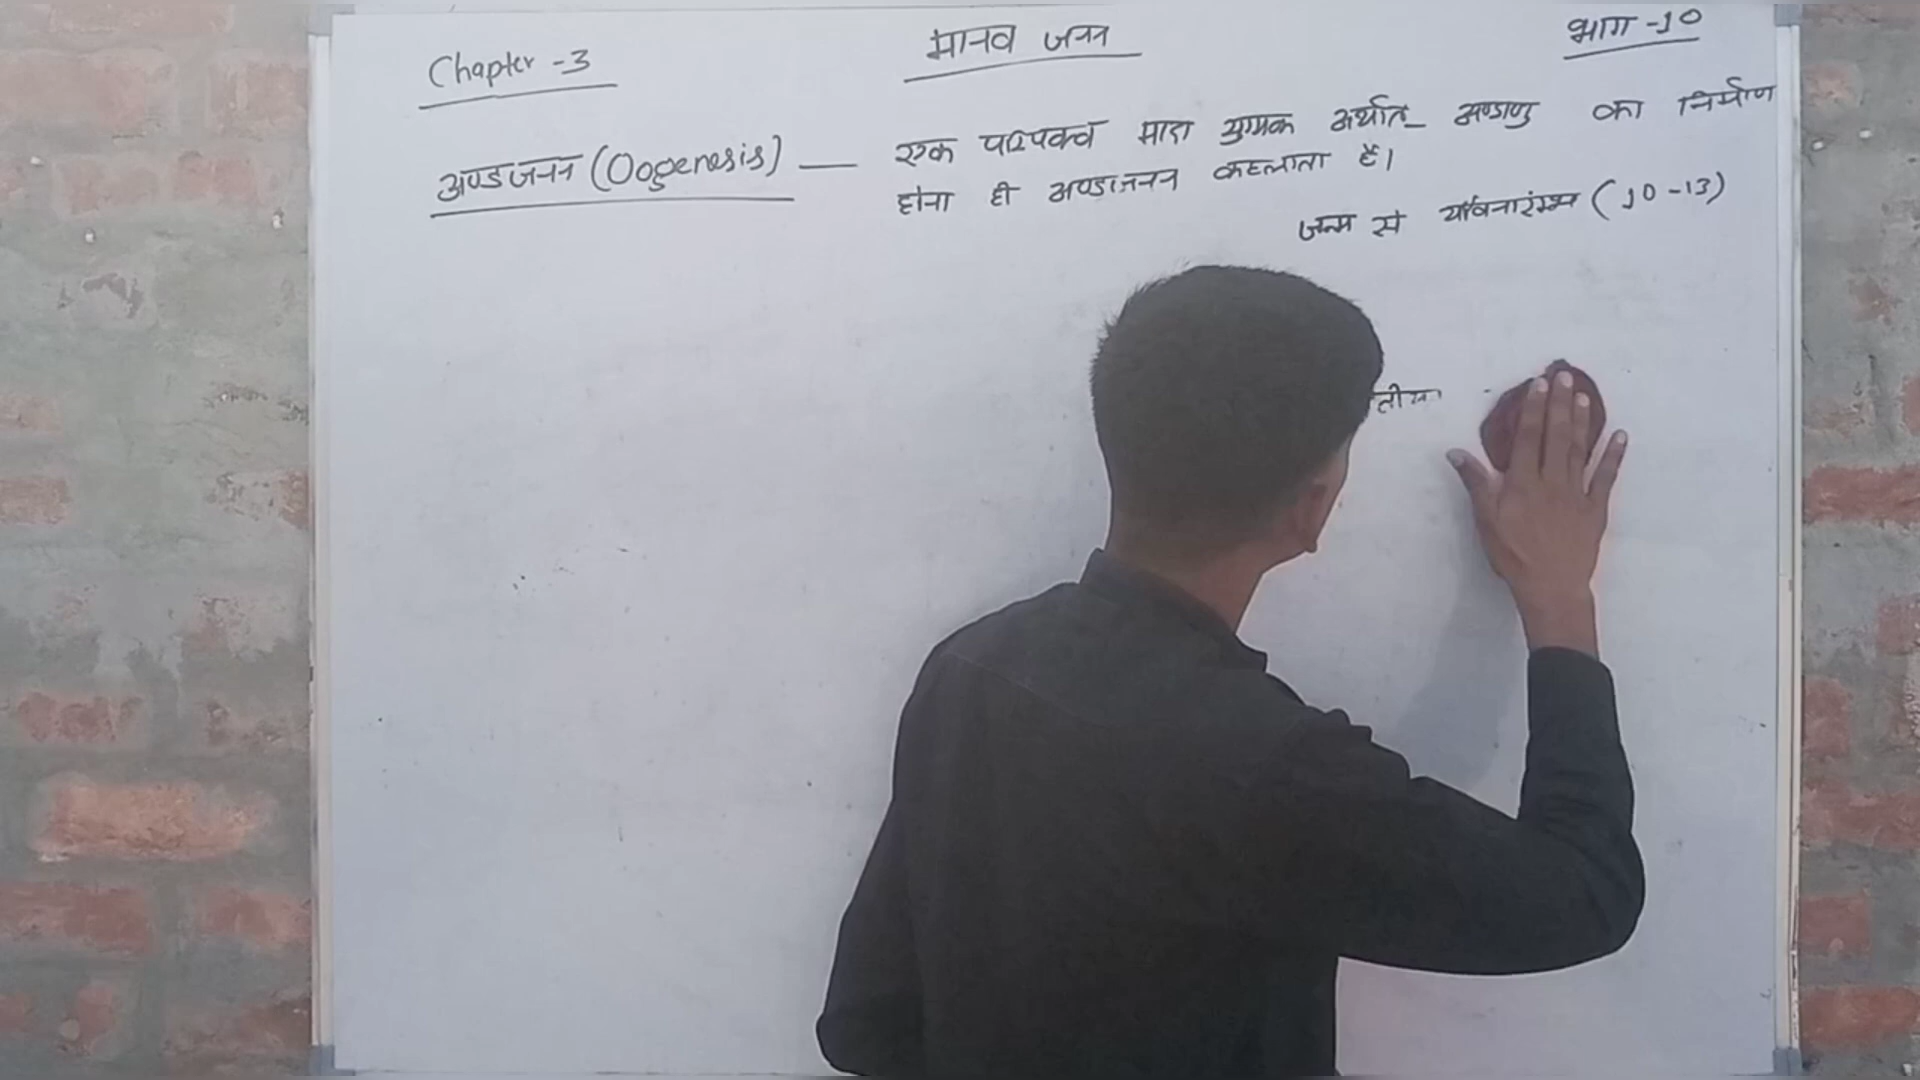 Chapter -3
मानव जनन
भाग -10
अण्डजनन (Oogenesis) — एक परिपक्व मादा युग्मक अर्थात अण्डाणु का निर्माण
होना ही अण्डाजनन कहलाता है।
जन्म से यौवनारंम्भ (10-13)